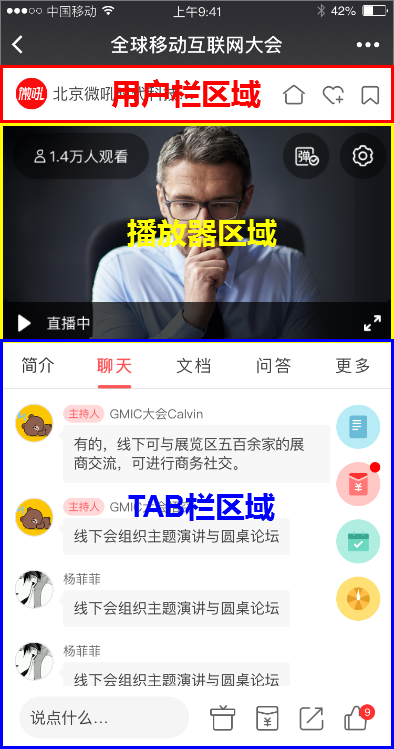 中国移动 上午9:41 42%
全球移动互联网大会
微吼 北京微吼
用户栏区域
1.4万人观看 弹
播放器区域
直播中
简介 聊天 文档 问答 更多
主持人 GMIC大会Calvin
有的，线下可与展览区五百余家的展
商交流，可进行商务社交。
主持人 GMIC大会
TAB栏区域
线下会组织主题演讲与圆桌论坛
杨菲菲
线下会组织主题演讲与圆桌论坛
杨菲菲
线下会组织主题演讲与圆桌论坛
说点什么... 9